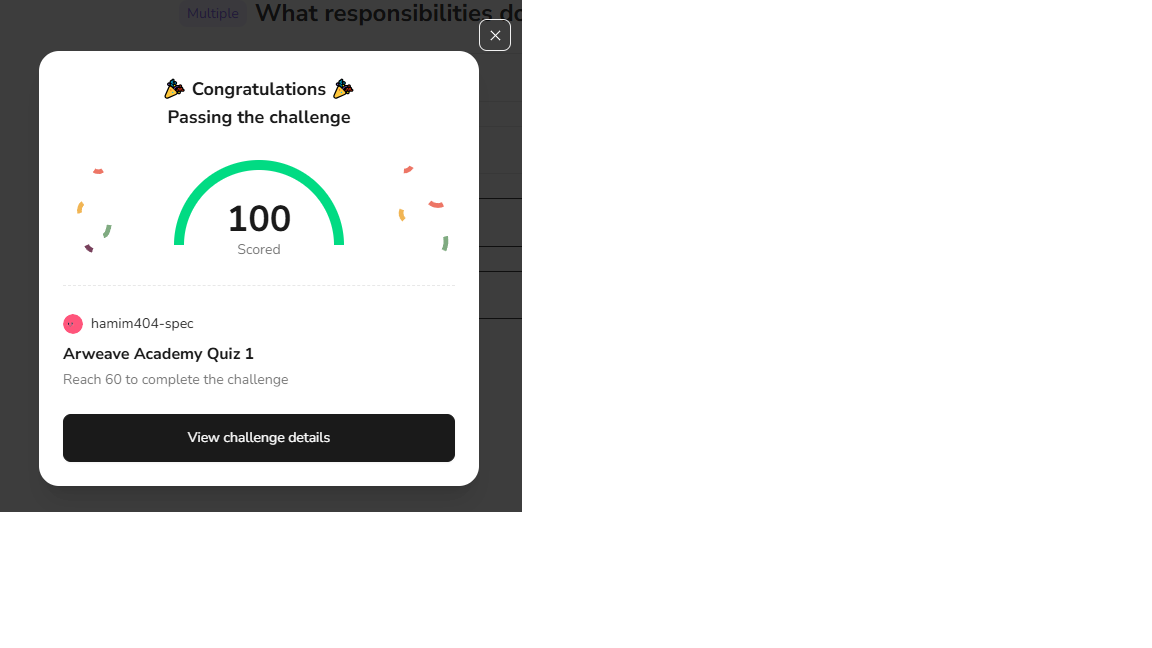 Multiple What responsibilities do
Congratulations
Passing the challenge
100
Scored
hamim404-spec
Arweave Academy Quiz 1
Reach 60 to complete the challenge
View challenge details